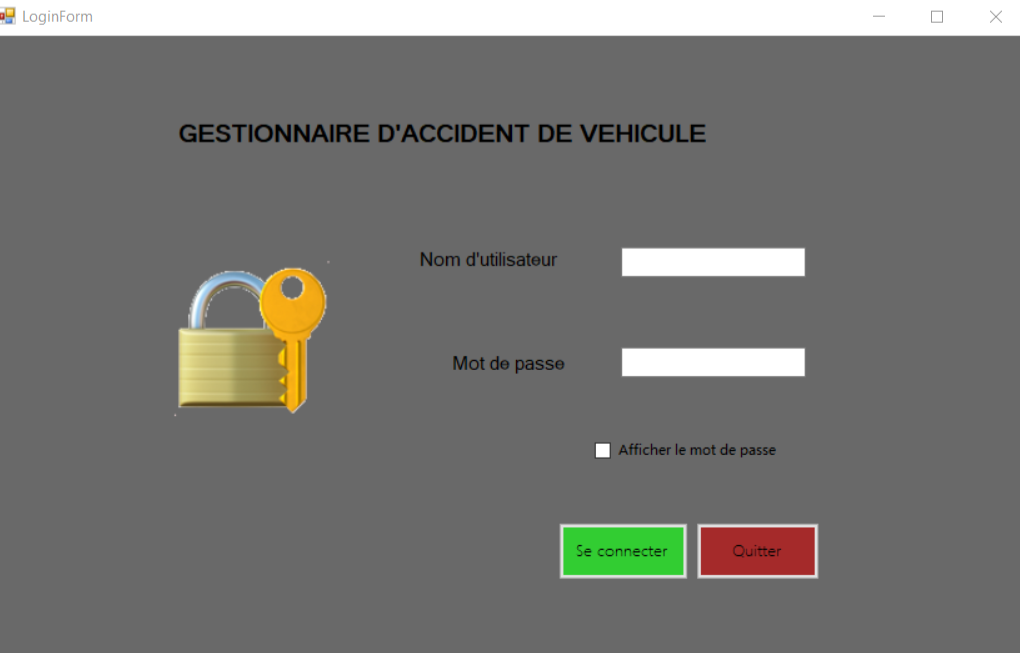 LoginForm
GESTIONNAIRE D'ACCIDENT DE VEHICULE
Nom d'utilisateur
Mot de passe
Afficher le mot de passe
Se connecter
Quitter